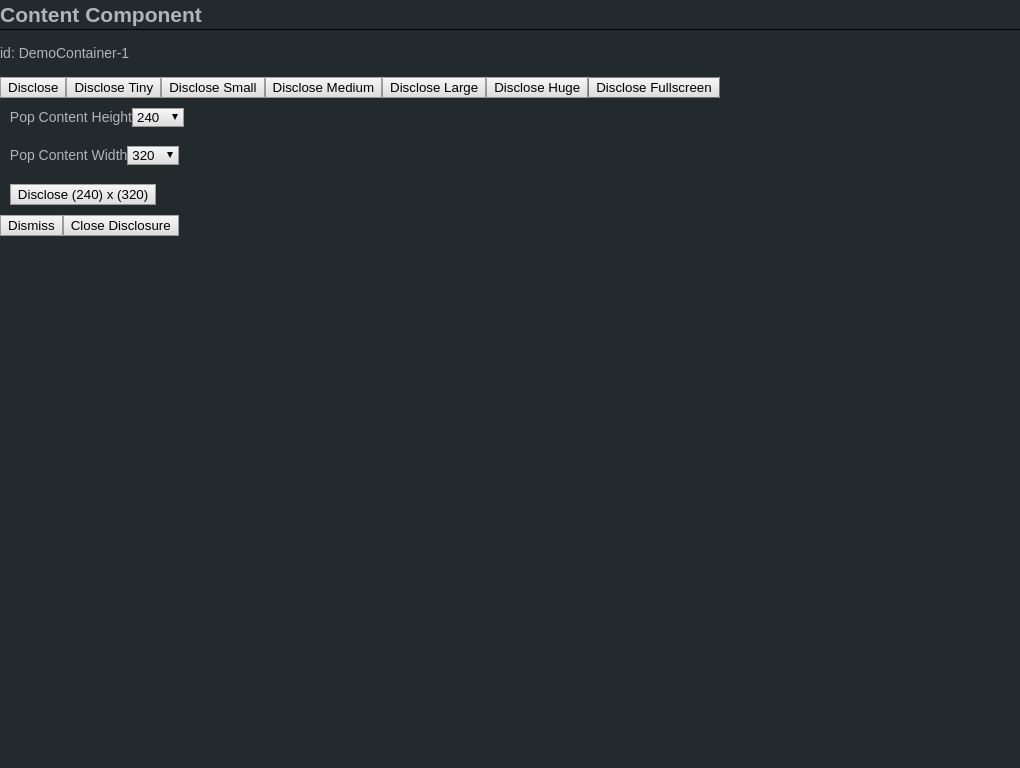 Content Component
id: DemoContainer-1
Disclose Disclose Tiny Disclose Small Disclose Medium Disclose Large Disclose Huge Disclose Fullscreen
Pop Content Height 240
Pop Content Width 320
Disclose (240) x (320)
Dismiss Close Disclosure